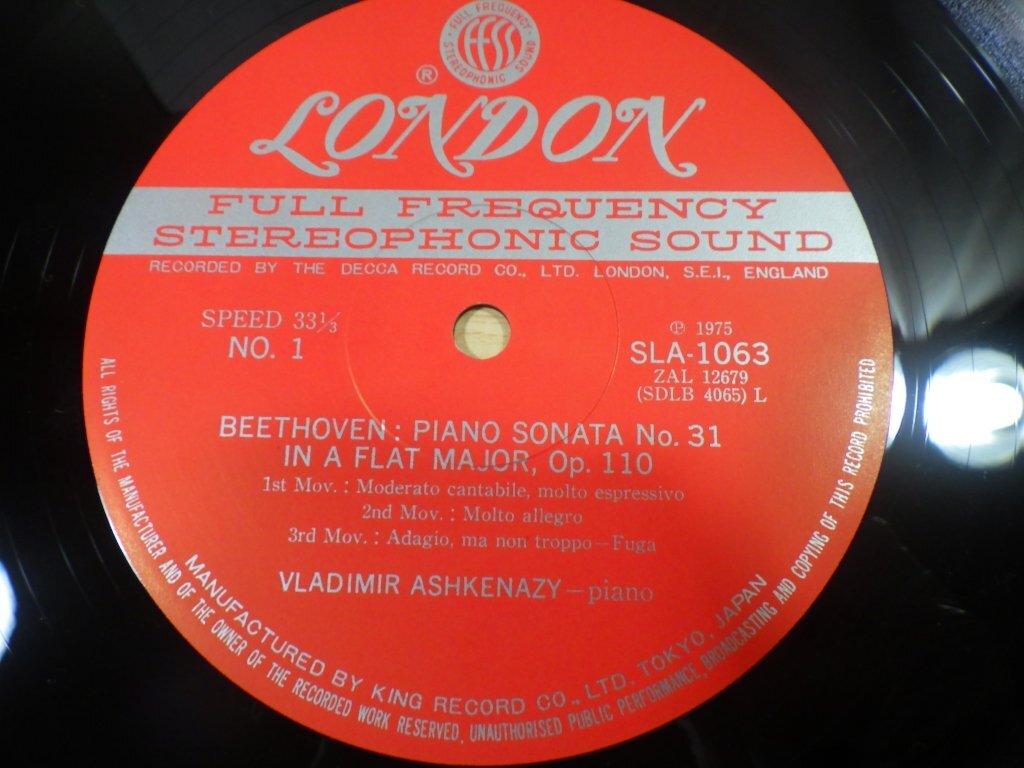 FULL FREQUENCY
ffss
STEREOPHONIC SOUND
®
LONDON
FULL FREQUENCY
STEREOPHONIC SOUND
RECORDED BY THE DECCA RECORD CO., LTD. LONDON, S.E.I., ENGLAND
SPEED 33⅓
NO. 1
℗ 1975
SLA-1063
ZAL 12679
(SDLB 4065) L
BEETHOVEN: PIANO SONATA No. 31
IN A FLAT MAJOR, Op. 110
1st Mov.: Moderato cantabile, molto espressivo
2nd Mov.: Molto allegro
3rd Mov.: Adagio, ma non troppo—Fuga
VLADIMIR ASHKENAZY—piano
MANUFACTURED BY KING RECORD CO., LTD. TOKYO, JAPAN
ALL RIGHTS OF THE MANUFACTURER AND OF THE OWNER OF THE RECORDED WORK RESERVED, UNAUTHORISED PUBLIC PERFORMANCE, BROADCASTING AND COPYING OF THIS RECORD PROHIBITED